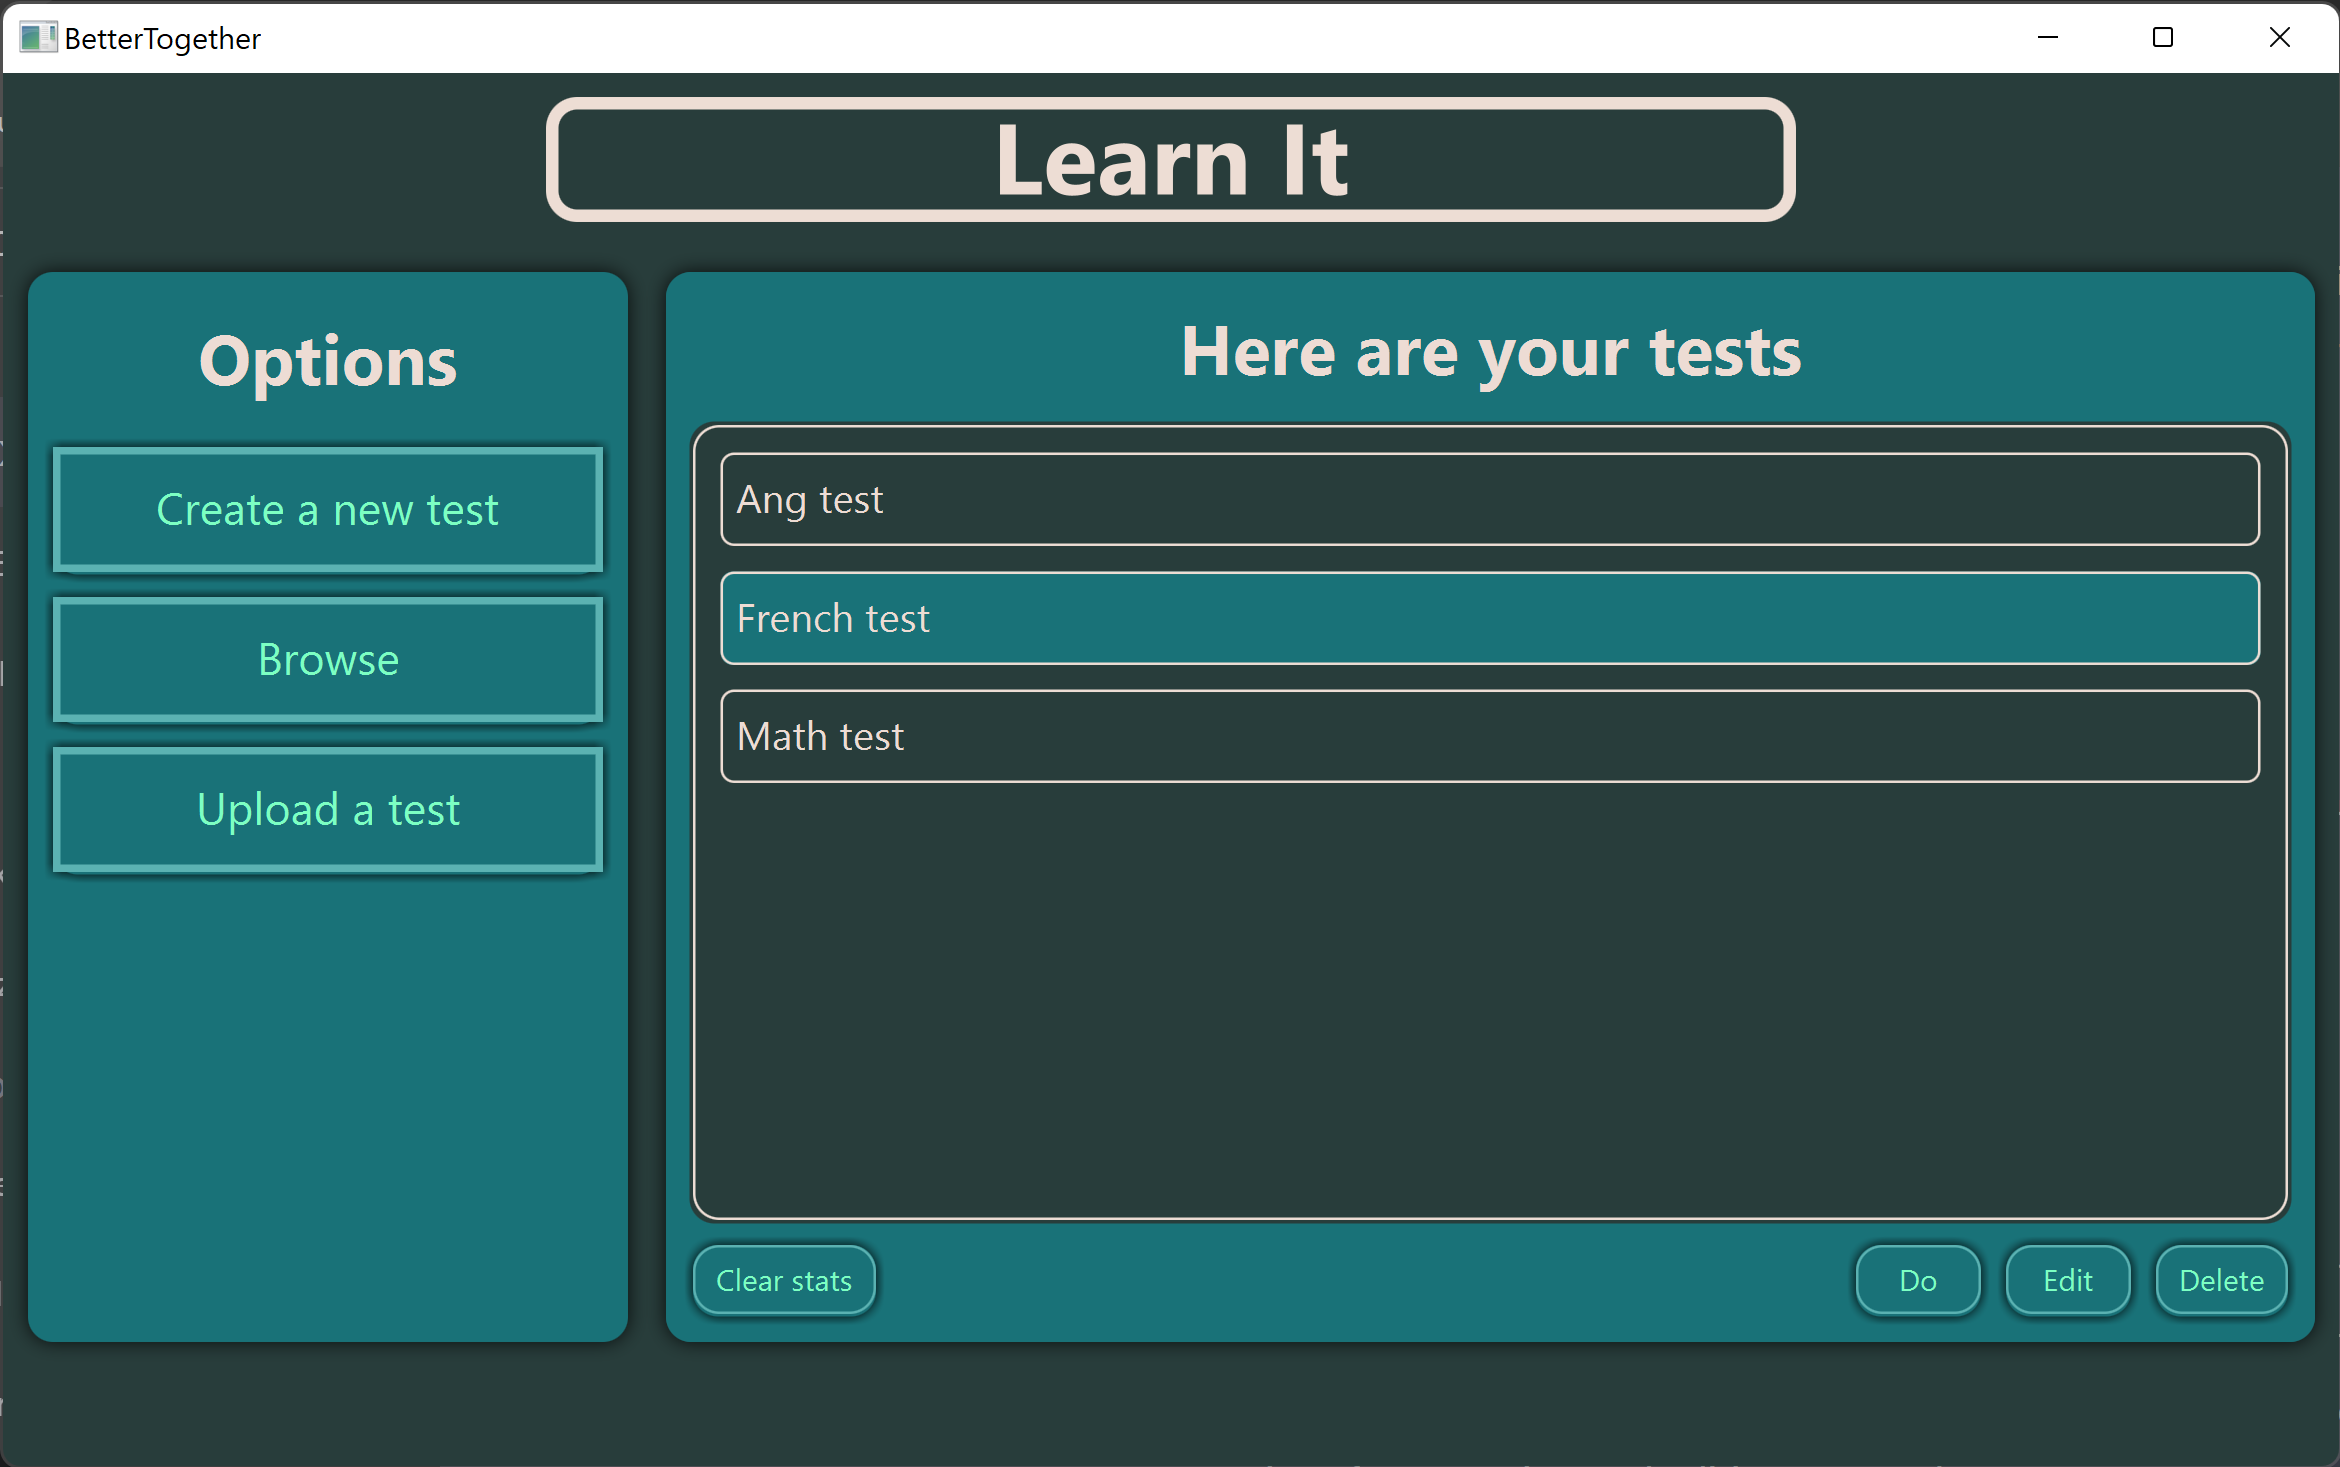 BetterTogether
Learn It
Options
Create a new test
Browse
Upload a test
Here are your tests
Ang test
French test
Math test
Clear stats
Do
Edit
Delete